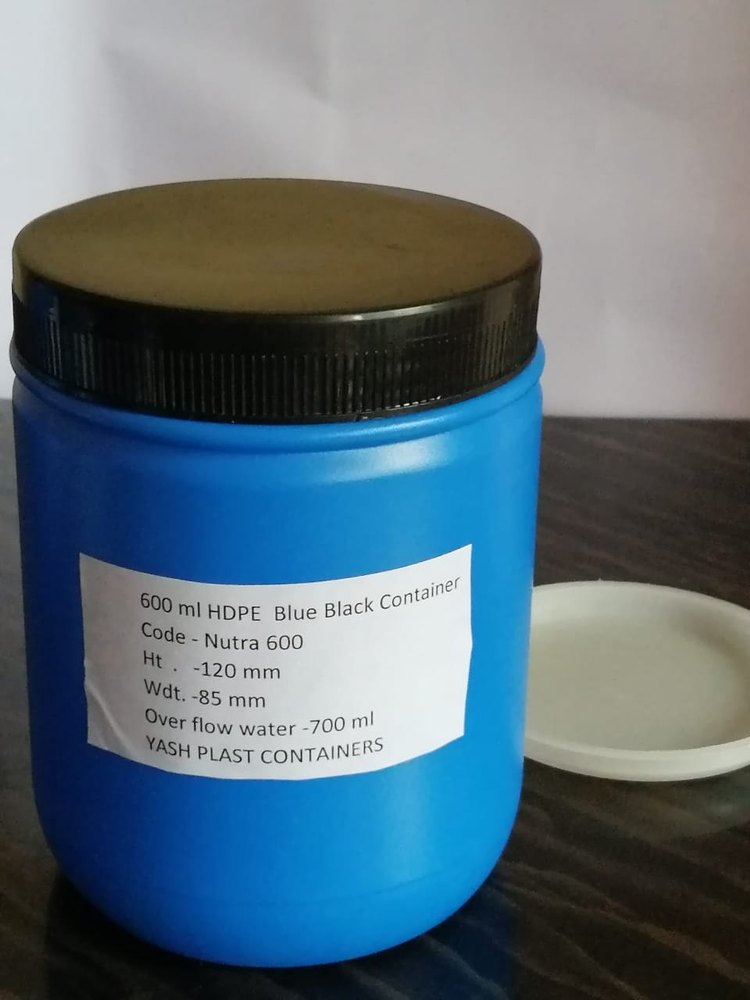 600 ml HDPE  Blue Black Container
Code - Nutra 600
Ht  .  -120 mm
Wdt. -85 mm
Over flow water -700 ml
YASH PLAST CONTAINERS